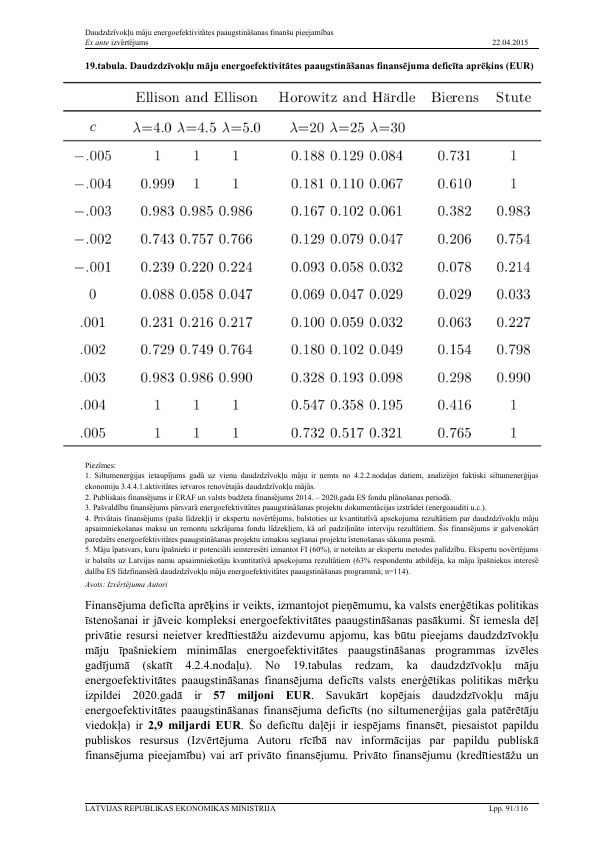 Daudzdzīvokļu māju energoefektivitātes paaugstināšanas finanšu pieejamības
Ex ante izvērtējums 22.04.2015
19.tabula. Daudzdzīvokļu māju energoefektivitātes paaugstināšanas finansējuma deficīta aprēķins (EUR)
Ellison and Ellison Horowitz and Härdle Bierens Stute
c λ=4.0 λ=4.5 λ=5.0 λ=20 λ=25 λ=30
−.005 1 1 1 0.188 0.129 0.084 0.731 1
−.004 0.999 1 1 0.181 0.110 0.067 0.610 1
−.003 0.983 0.985 0.986 0.167 0.102 0.061 0.382 0.983
−.002 0.743 0.757 0.766 0.129 0.079 0.047 0.206 0.754
−.001 0.239 0.220 0.224 0.093 0.058 0.032 0.078 0.214
0 0.088 0.058 0.047 0.069 0.047 0.029 0.029 0.033
.001 0.231 0.216 0.217 0.100 0.059 0.032 0.063 0.227
.002 0.729 0.749 0.764 0.180 0.102 0.049 0.154 0.798
.003 0.983 0.986 0.990 0.328 0.193 0.098 0.298 0.990
.004 1 1 1 0.547 0.358 0.195 0.416 1
.005 1 1 1 0.732 0.517 0.321 0.765 1
Piezīmes:
1. Siltumenerģijas ietaupījums gadā uz vienu daudzdzīvokļu māju ir ņemts no 4.2.2.nodaļas datiem, analizējot faktiski siltumenerģijas
ekonomiju 3.4.4.1.aktivitātes ietvaros renovētajās daudzdzīvokļu mājās.
2. Publiskais finansējums ir ERAF un valsts budžeta finansējums 2014. – 2020.gada ES fondu plānošanas periodā.
3. Pašvaldību finansējums pārsvarā energoefektivitātes paaugstināšanas projektu dokumentācijas izstrādei (energoauditi u.c.).
4. Privātais finansējums (pašu līdzekļi) ir ekspertu novērtējums, balstoties uz kvantitatīvā apsekojuma rezultātiem par daudzdzīvokļu māju
apsaimniekošanas maksu un remontu uzkrājuma fondu līdzekļiem, kā arī padziļināto interviju rezultātiem. Šis finansējums ir galvenokārt
paredzēts energoefektivitātes paaugstināšanas projektu izmaksu segšanai projektu īstenošanas sākuma posmā.
5. Māju īpatsvars, kuru īpašnieki ir potenciāli ieinteresēti izmantot FI (60%), ir noteikts ar ekspertu metodes palīdzību. Ekspertu novērtējums
ir balstīts uz Latvijas namu apsaimniekotāju kvantitatīvā apsekojuma rezultātiem (63% respondentu atbildēja, ka māju īpašniekus interesē
dalība ES līdzfinansētā daudzdzīvokļu māju energoefektivitātes paaugstināšanas programmā; n=114).
Avots: Izvērtējuma Autori
Finansējuma deficīta aprēķins ir veikts, izmantojot pieņēmumu, ka valsts enerģētikas politikas
īstenošanai ir jāveic kompleksi energoefektivitātes paaugstināšanas pasākumi. Šī iemesla dēļ
privātie resursi neietver kredītiestāžu aizdevumu apjomu, kas būtu pieejams daudzdzīvokļu
māju īpašniekiem minimālas energoefektivitātes paaugstināšanas programmas izvēles
gadījumā (skatīt 4.2.4.nodaļu). No 19.tabulas redzam, ka daudzdzīvokļu māju
energoefektivitātes paaugstināšanas finansējuma deficīts valsts enerģētikas politikas mērķu
izpildei 2020.gadā ir 57 miljoni EUR. Savukārt kopējais daudzdzīvokļu māju
energoefektivitātes paaugstināšanas finansējuma deficīts (no siltumenerģijas gala patērētāju
viedokļa) ir 2,9 miljardi EUR. Šo deficītu daļēji ir iespējams finansēt, piesaistot papildu
publiskos resursus (Izvērtējuma Autoru rīcībā nav informācijas par papildu publiskā
finansējuma pieejamību) vai arī privāto finansējumu. Privāto finansējumu (kredītiestāžu un
LATVIJAS REPUBLIKAS EKONOMIKAS MINISTRIJA Lpp. 91/116